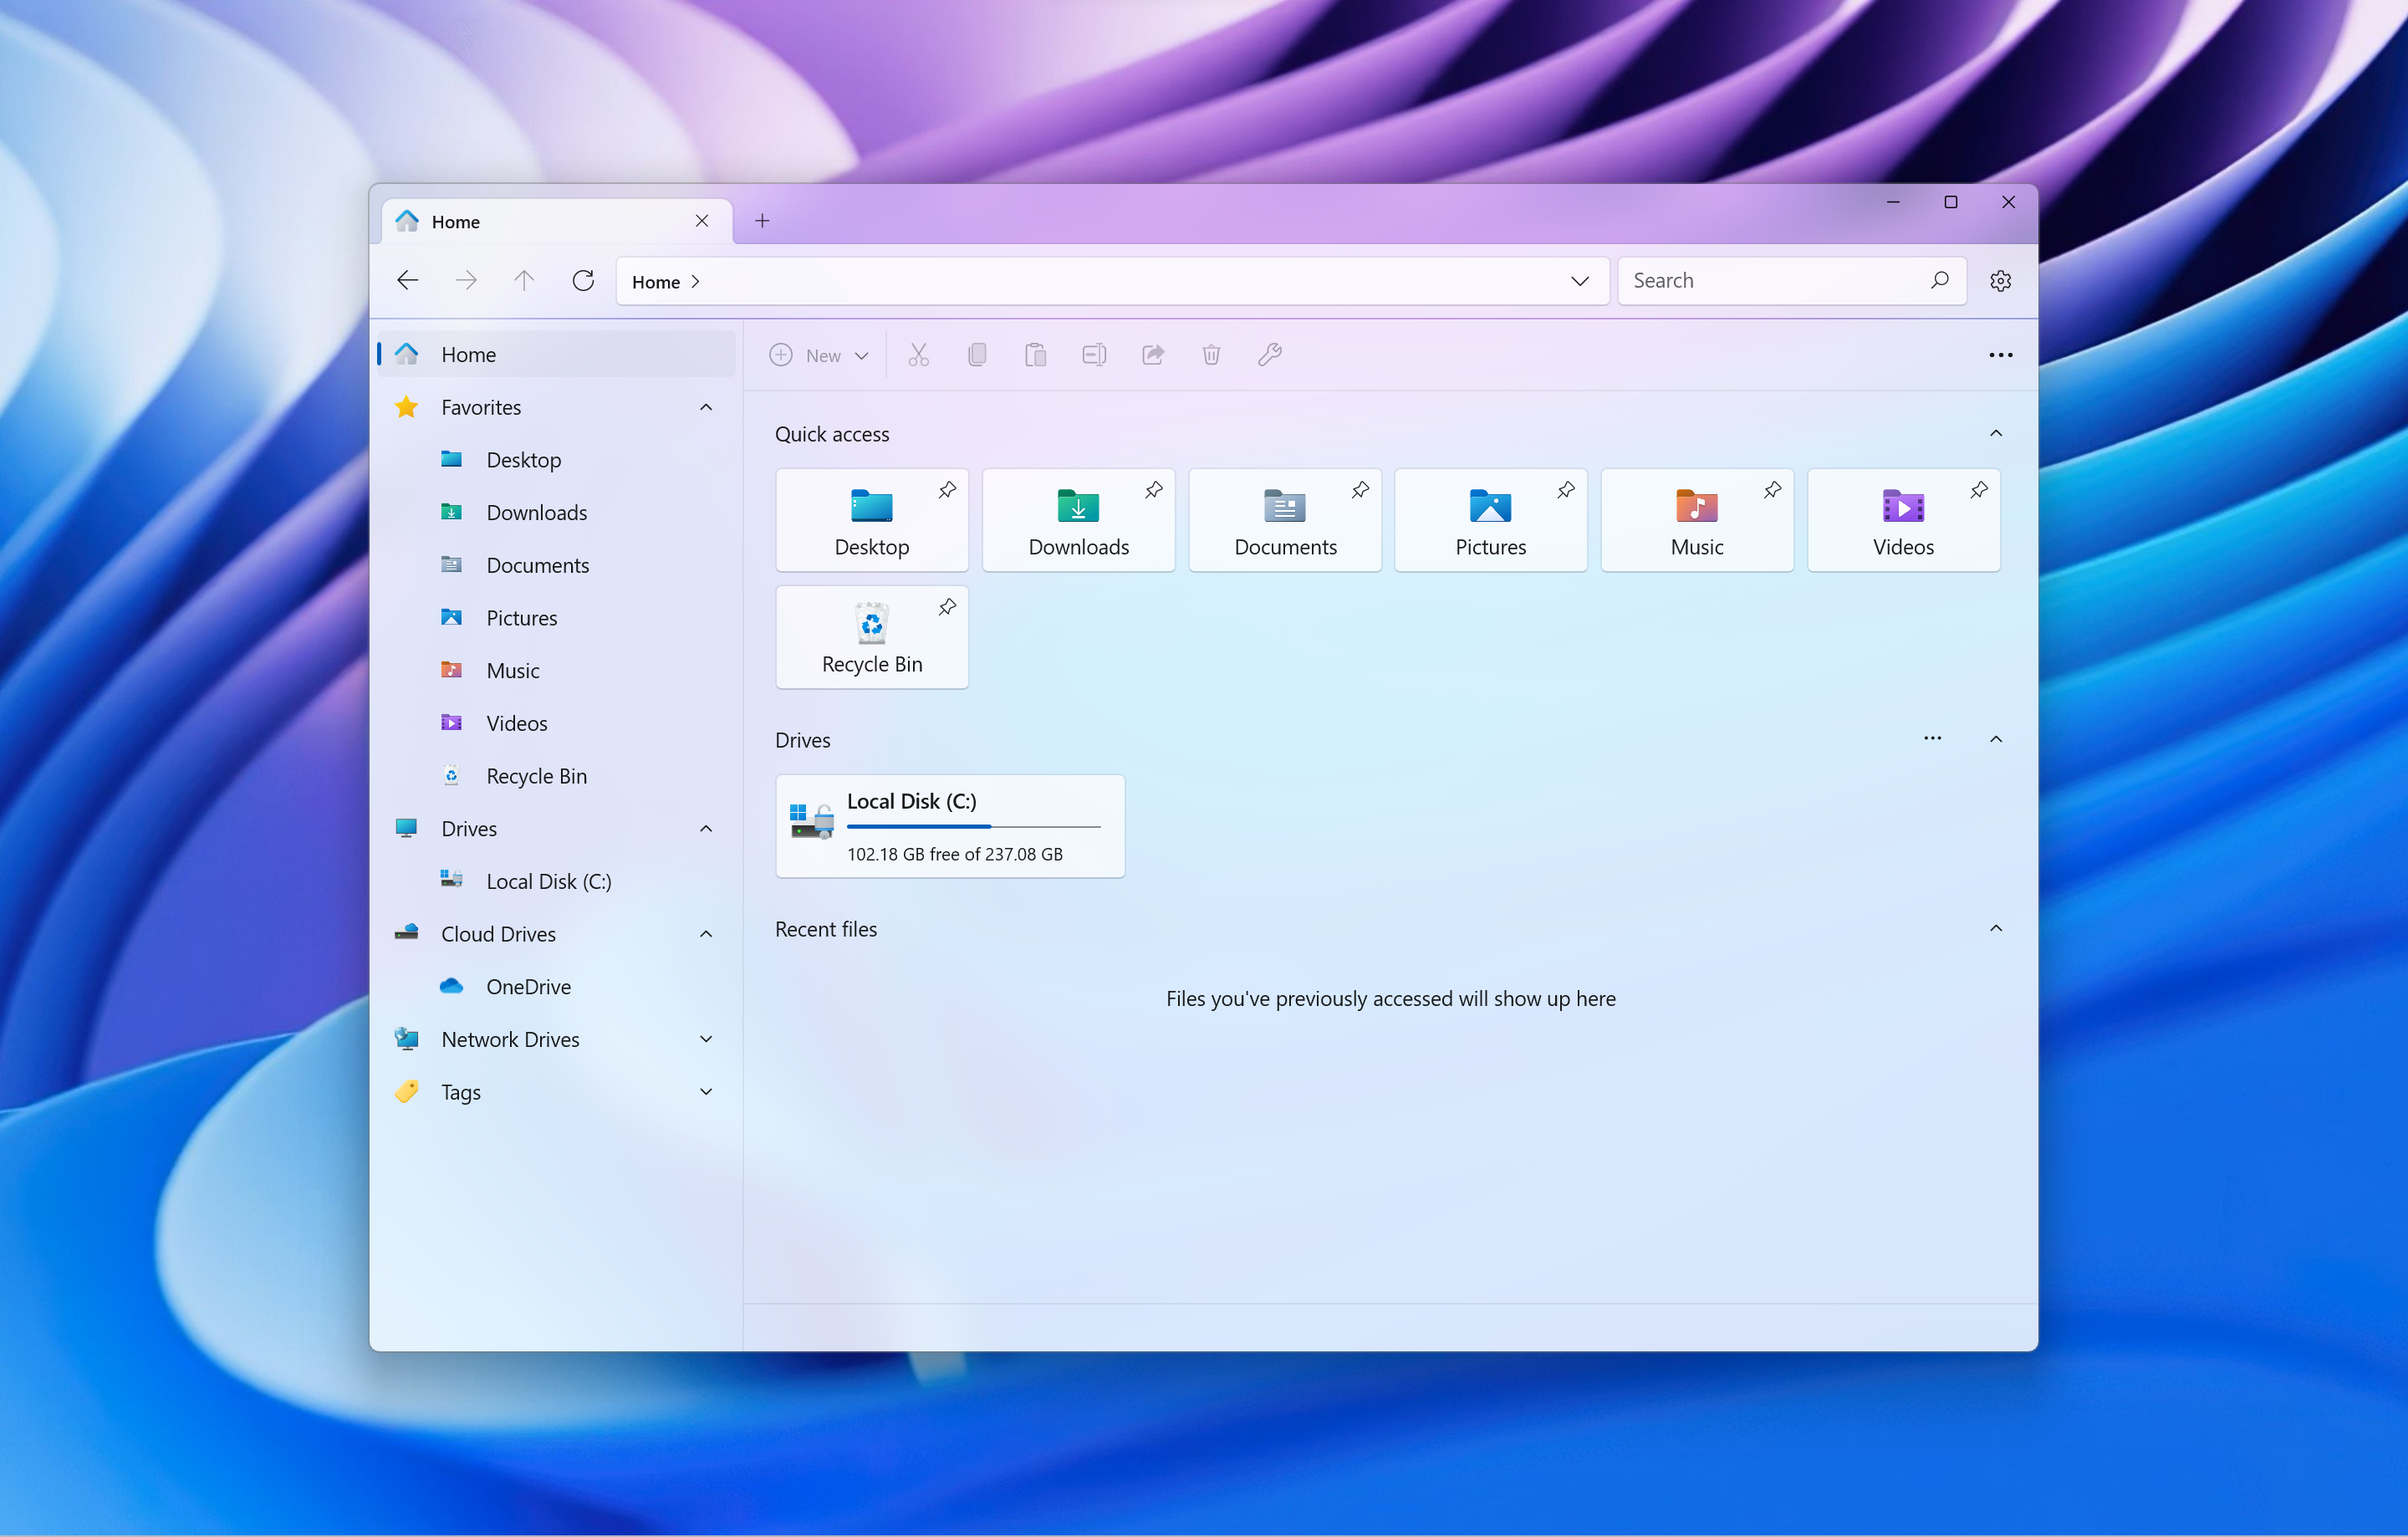 Home
Home
Search
Home
New
Favorites
Quick access
Desktop
Downloads
Documents
Pictures
Music
Videos
Recycle Bin
Drives
Local Disk (C:)
Cloud Drives
OneDrive
Network Drives
Tags
Desktop
Downloads
Documents
Pictures
Music
Videos
Recycle Bin
Drives
Local Disk (C:)
102.18 GB free of 237.08 GB
Recent files
Files you've previously accessed will show up here